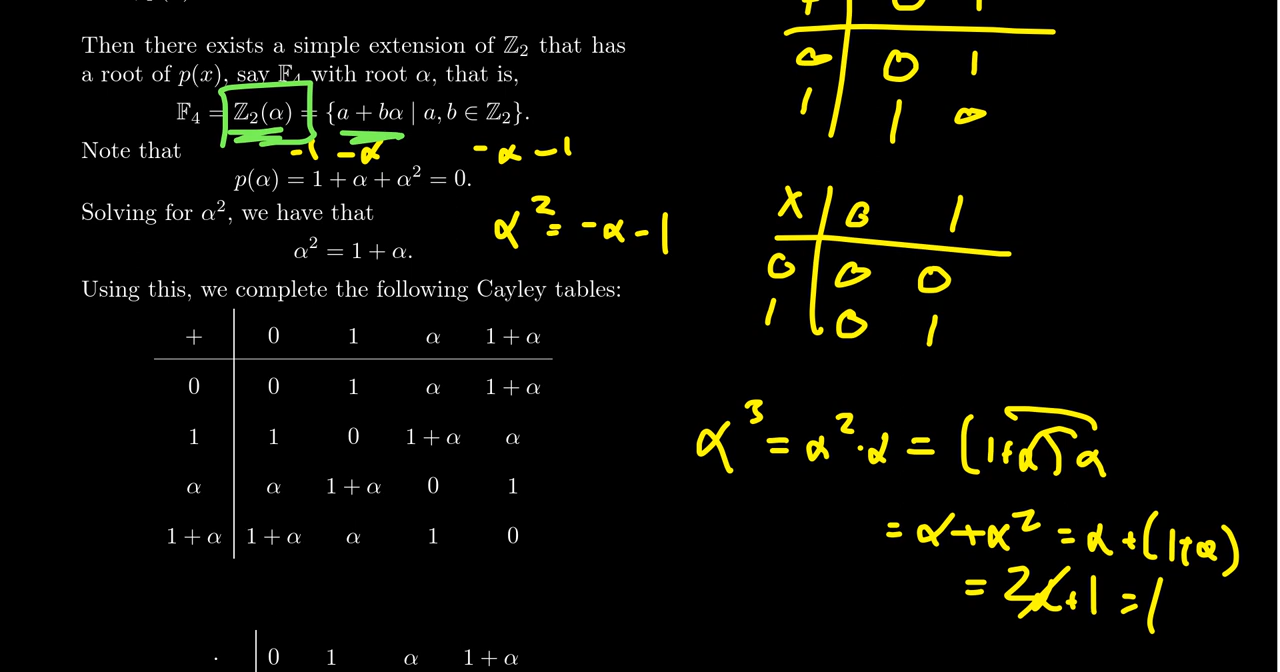 Then there exists a simple extension of ℤ₂ that has
a root of p(x), say 𝔽₄ with root α, that is,
𝔽₄ = ℤ₂(α) = {a + bα | a, b ∈ ℤ₂}.
Note that
-1 -α -α -1
p(α) = 1 + α + α² = 0.
Solving for α², we have that
α² = 1 + α.
α² = -α - 1
Using this, we complete the following Cayley tables:
+ 0 1 α 1 + α
0 0 1 α 1 + α
1 1 0 1 + α α
α α 1 + α 0 1
1 + α 1 + α α 1 0
· 0 1 α 1 + α
0 0 1
1 1 0
X 0 1
0 0 0
1 0 1
α³ = α² · α = (1+α)α
= α + α² = α + (1+α)
= 2α + 1 = 1